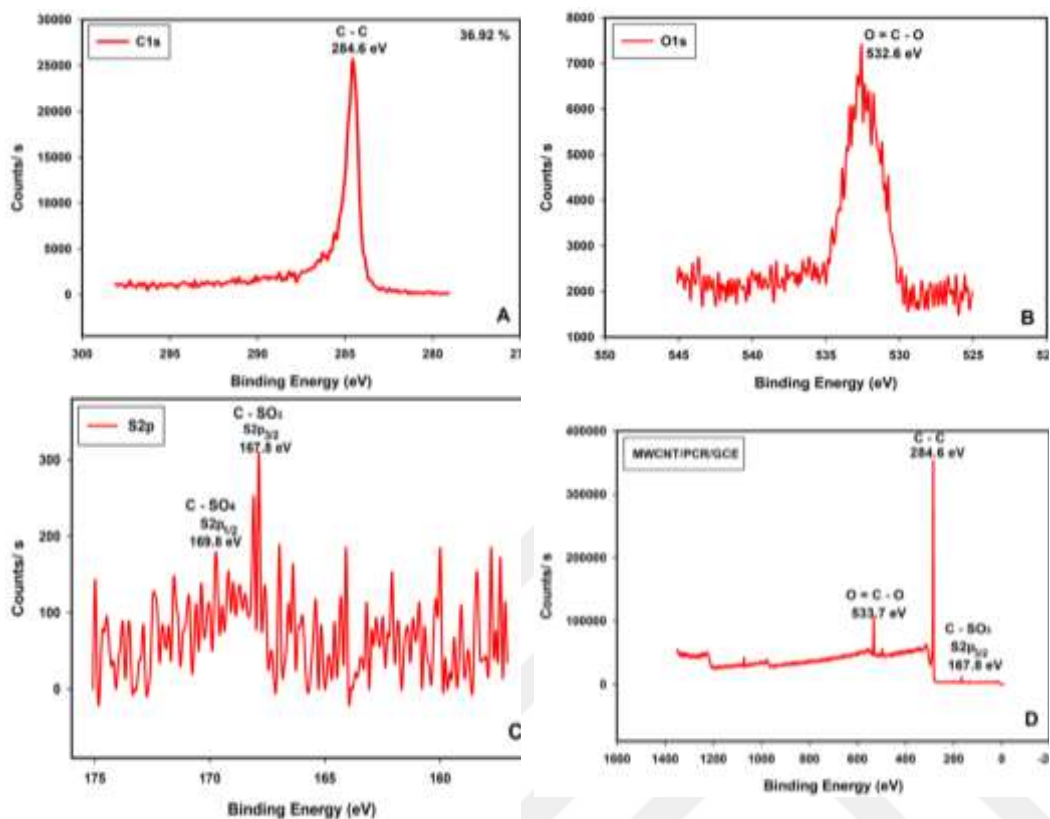 C1s
C - C
284.6 eV
36.92 %
30000
25000
20000
15000
10000
5000
0
Counts/ s
300
295
290
285
280
27
A
Binding Energy (eV)
O1s
O = C - O
532.6 eV
8000
7000
6000
5000
4000
3000
2000
1000
Counts/ s
550
545
540
535
530
525
52
B
Binding Energy (eV)
S2p
C - SO₃
S2p3/2
167.8 eV
C - SO₄
S2p1/2
169.8 eV
300
200
100
0
Counts/ s
175
170
165
160
C
Binding Energy (eV)
MWCNT/PCR/GCE
C - C
284.6 eV
O = C - O
533.7 eV
C - SO₃
S2p3/2
167.8 eV
400000
300000
200000
100000
0
Counts/ s
1600
1400
1200
1000
800
600
400
200
0
-2
D
Binding Energy (eV)